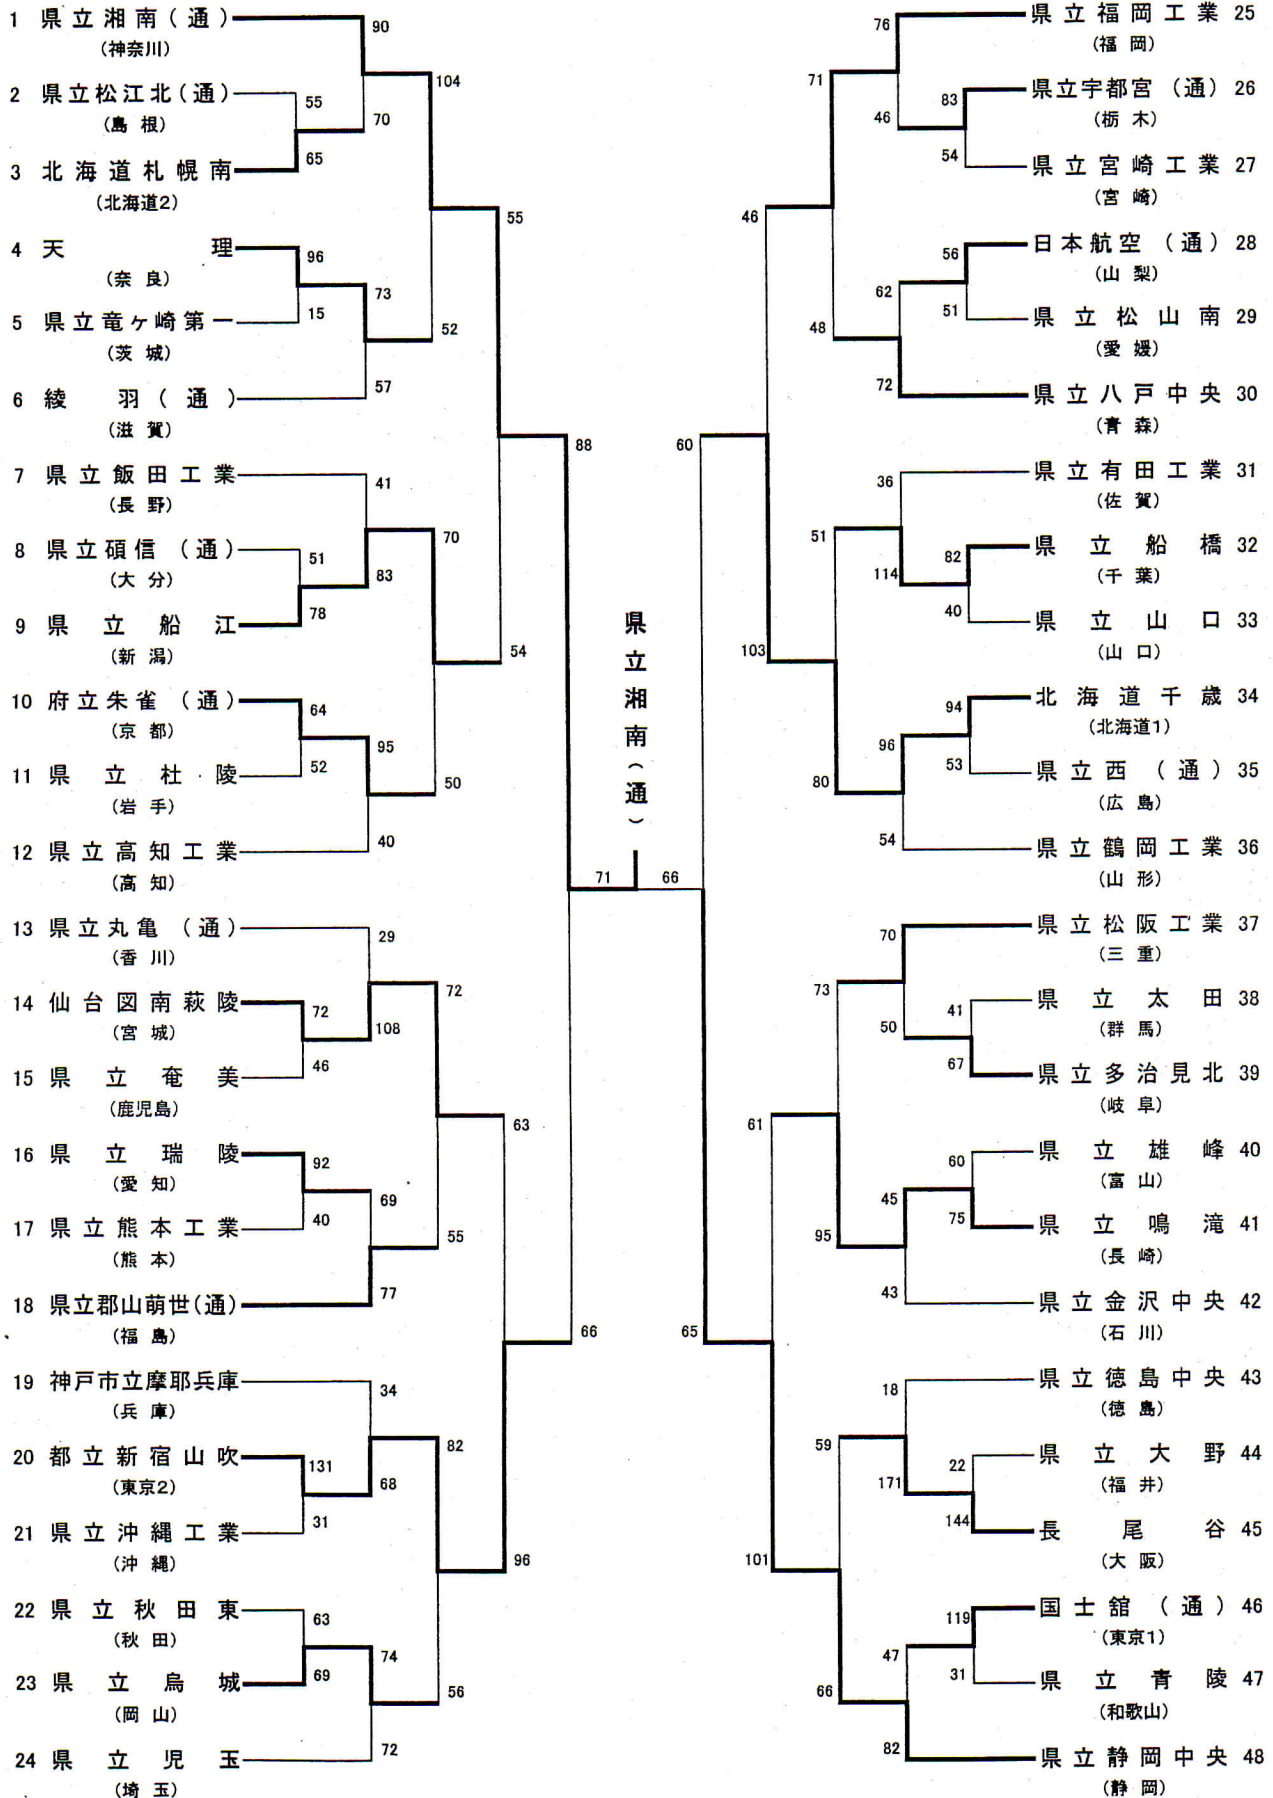 1 県立湘南(通)
(神奈川)
2 県立松江北(通)
(島根)
3 北海道札幌南
(北海道2)
4 天理
(奈良)
5 県立竜ヶ崎第一
(茨城)
6 綾羽(通)
(滋賀)
7 県立飯田工業
(長野)
8 県立碩信(通)
(大分)
9 県立船江
(新潟)
10 府立朱雀(通)
(京都)
11 県立杜陵
(岩手)
12 県立高知工業
(高知)
13 県立丸亀(通)
(香川)
14 仙台図南萩陵
(宮城)
15 県立奄美
(鹿児島)
16 県立瑞陵
(愛知)
17 県立熊本工業
(熊本)
18 県立郡山萌世(通)
(福島)
19 神戸市立摩耶兵庫
(兵庫)
20 都立新宿山吹
(東京2)
21 県立沖縄工業
(沖縄)
22 県立秋田東
(秋田)
23 県立烏城
(岡山)
24 県立児玉
(埼玉)
90
70
55
65
104
52
96
15
73
57
55
54
41
83
51
78
70
50
64
52
95
40
88
66
29
108
72
46
72
55
92
40
69
77
63
96
34
68
131
31
82
56
63
69
74
72
県立湘南(通)
71
66
60
65
46
103
71
48
76
46
83
54
56
51
62
72
51
80
36
114
82
40
94
53
96
54
61
101
73
95
70
50
41
67
60
75
45
43
59
66
18
171
22
144
119
31
47
82
県立福岡工業 25
(福岡)
県立宇都宮(通) 26
(栃木)
県立宮崎工業 27
(宮崎)
日本航空(通) 28
(山梨)
県立松山南 29
(愛媛)
県立八戸中央 30
(青森)
県立有田工業 31
(佐賀)
県立船橋 32
(千葉)
県立山口 33
(山口)
北海道千歳 34
(北海道1)
県立西(通) 35
(広島)
県立鶴岡工業 36
(山形)
県立松阪工業 37
(三重)
県立太田 38
(群馬)
県立多治見北 39
(岐阜)
県立雄峰 40
(富山)
県立鳴滝 41
(長崎)
県立金沢中央 42
(石川)
県立徳島中央 43
(徳島)
県立大野 44
(福井)
長尾谷 45
(大阪)
国士舘(通) 46
(東京1)
県立青陵 47
(和歌山)
県立静岡中央 48
(静岡)